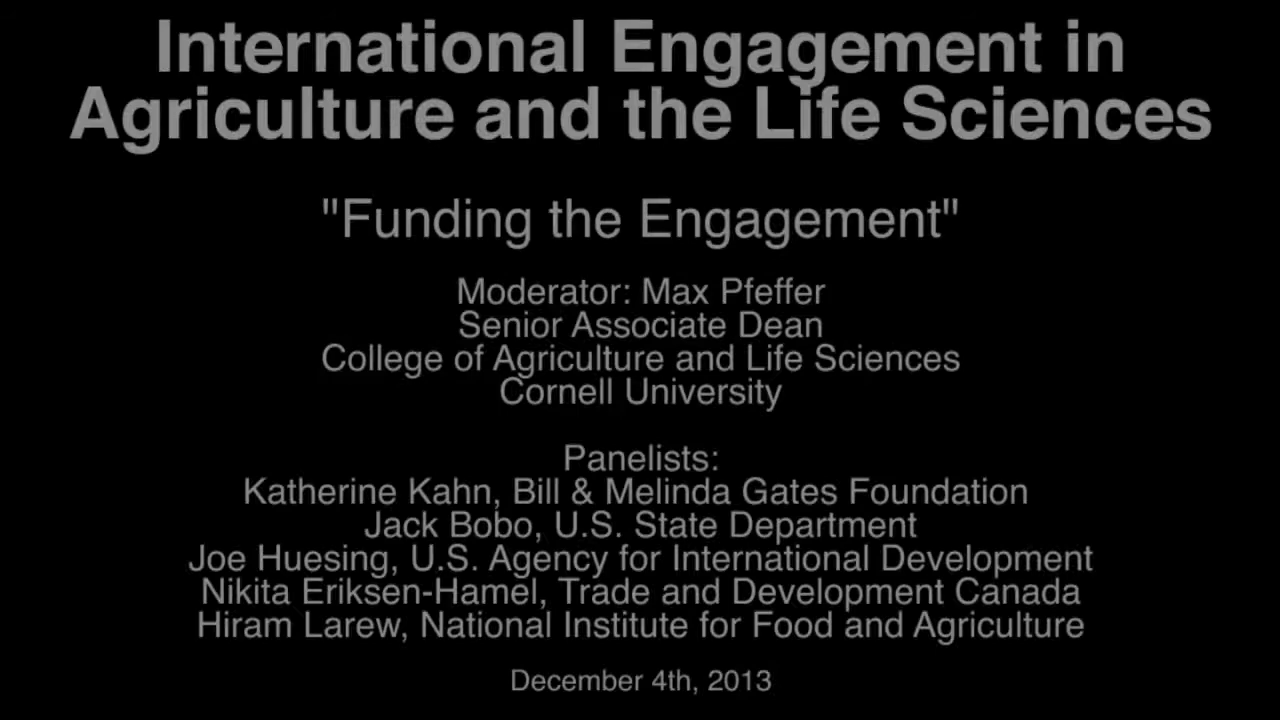 International Engagement in
Agriculture and the Life Sciences
"Funding the Engagement"
Moderator: Max Pfeffer
Senior Associate Dean
College of Agriculture and Life Sciences
Cornell University
Panelists:
Katherine Kahn, Bill & Melinda Gates Foundation
Jack Bobo, U.S. State Department
Joe Huesing, U.S. Agency for International Development
Nikita Eriksen-Hamel, Trade and Development Canada
Hiram Larew, National Institute for Food and Agriculture
December 4th, 2013